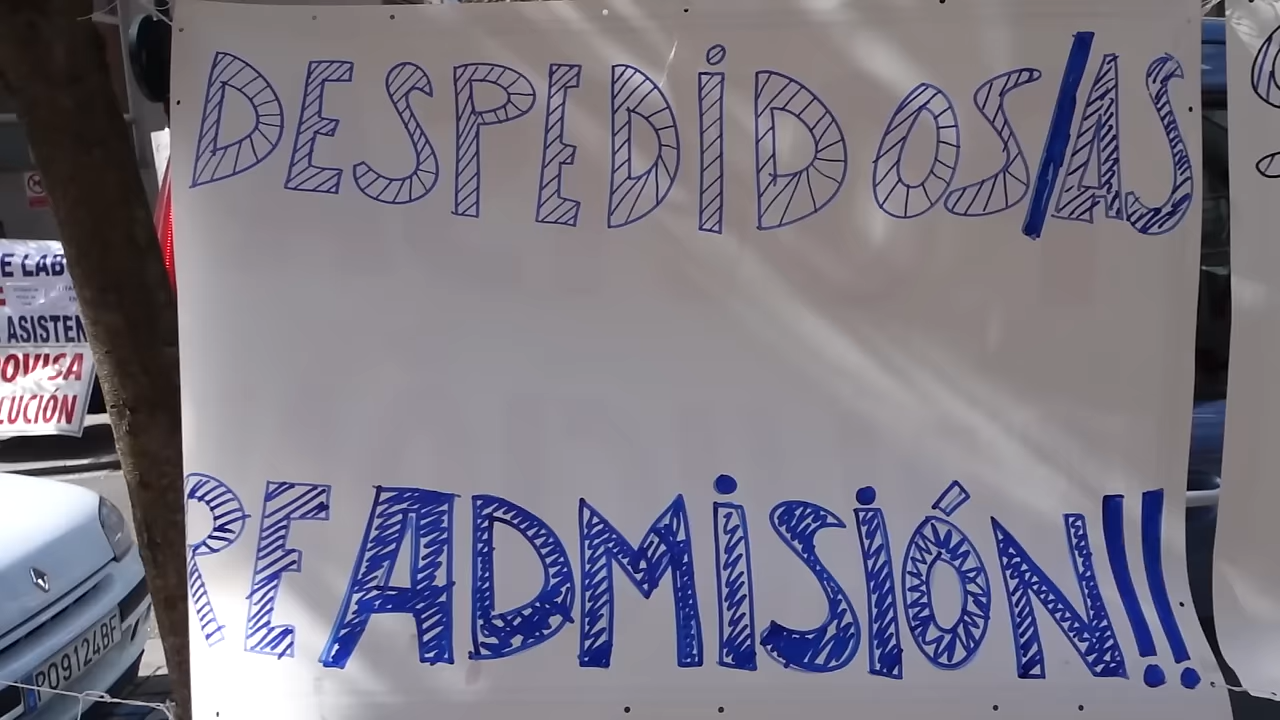 DESPEDIDOS/AS
READMISIÓN!!
E LAB
ASISTEN
OVISA
LUCIÓN
PO9124BF